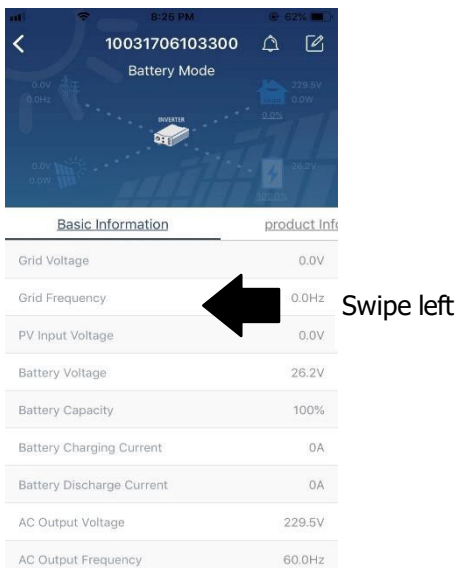 8:26 PM
62%
10031706103300
Battery Mode
0.0V
0.0Hz
229.5V
0.0W
0.0%
INVERTER
0.0V
0.0W
26.2V
100.0%
Basic Information
product Info
Grid Voltage 0.0V
Grid Frequency 0.0Hz
Swipe left
PV Input Voltage 0.0V
Battery Voltage 26.2V
Battery Capacity 100%
Battery Charging Current 0A
Battery Discharge Current 0A
AC Output Voltage 229.5V
AC Output Frequency 60.0Hz